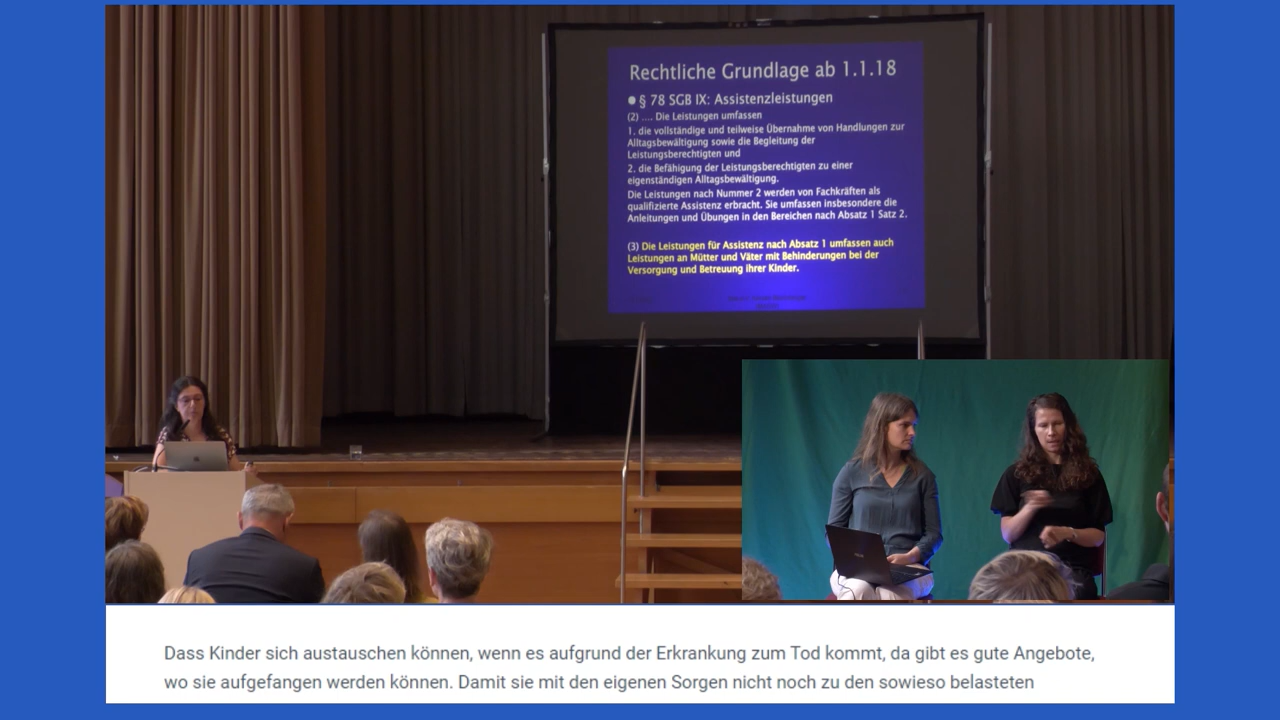 Rechtliche Grundlage ab 1.1.18
● § 78 SGB IX: Assistenzleistungen
(2) .... Die Leistungen umfassen
1. die vollständige und teilweise Übernahme von Handlungen zur
Alltagsbewältigung sowie die Begleitung der
Leistungsberechtigten und
2. die Befähigung der Leistungsberechtigten zu einer
eigenständigen Alltagsbewältigung.
Die Leistungen nach Nummer 2 werden von Fachkräften als
qualifizierte Assistenz erbracht. Sie umfassen insbesondere die
Anleitungen und Übungen in den Bereichen nach Absatz 1 Satz 2.
(3) Die Leistungen für Assistenz nach Absatz 1 umfassen auch
Leistungen an Mütter und Väter mit Behinderungen bei der
Versorgung und Betreuung ihrer Kinder.
Dass Kinder sich austauschen können, wenn es aufgrund der Erkrankung zum Tod kommt, da gibt es gute Angebote,
wo sie aufgefangen werden können. Damit sie mit den eigenen Sorgen nicht noch zu den sowieso belasteten